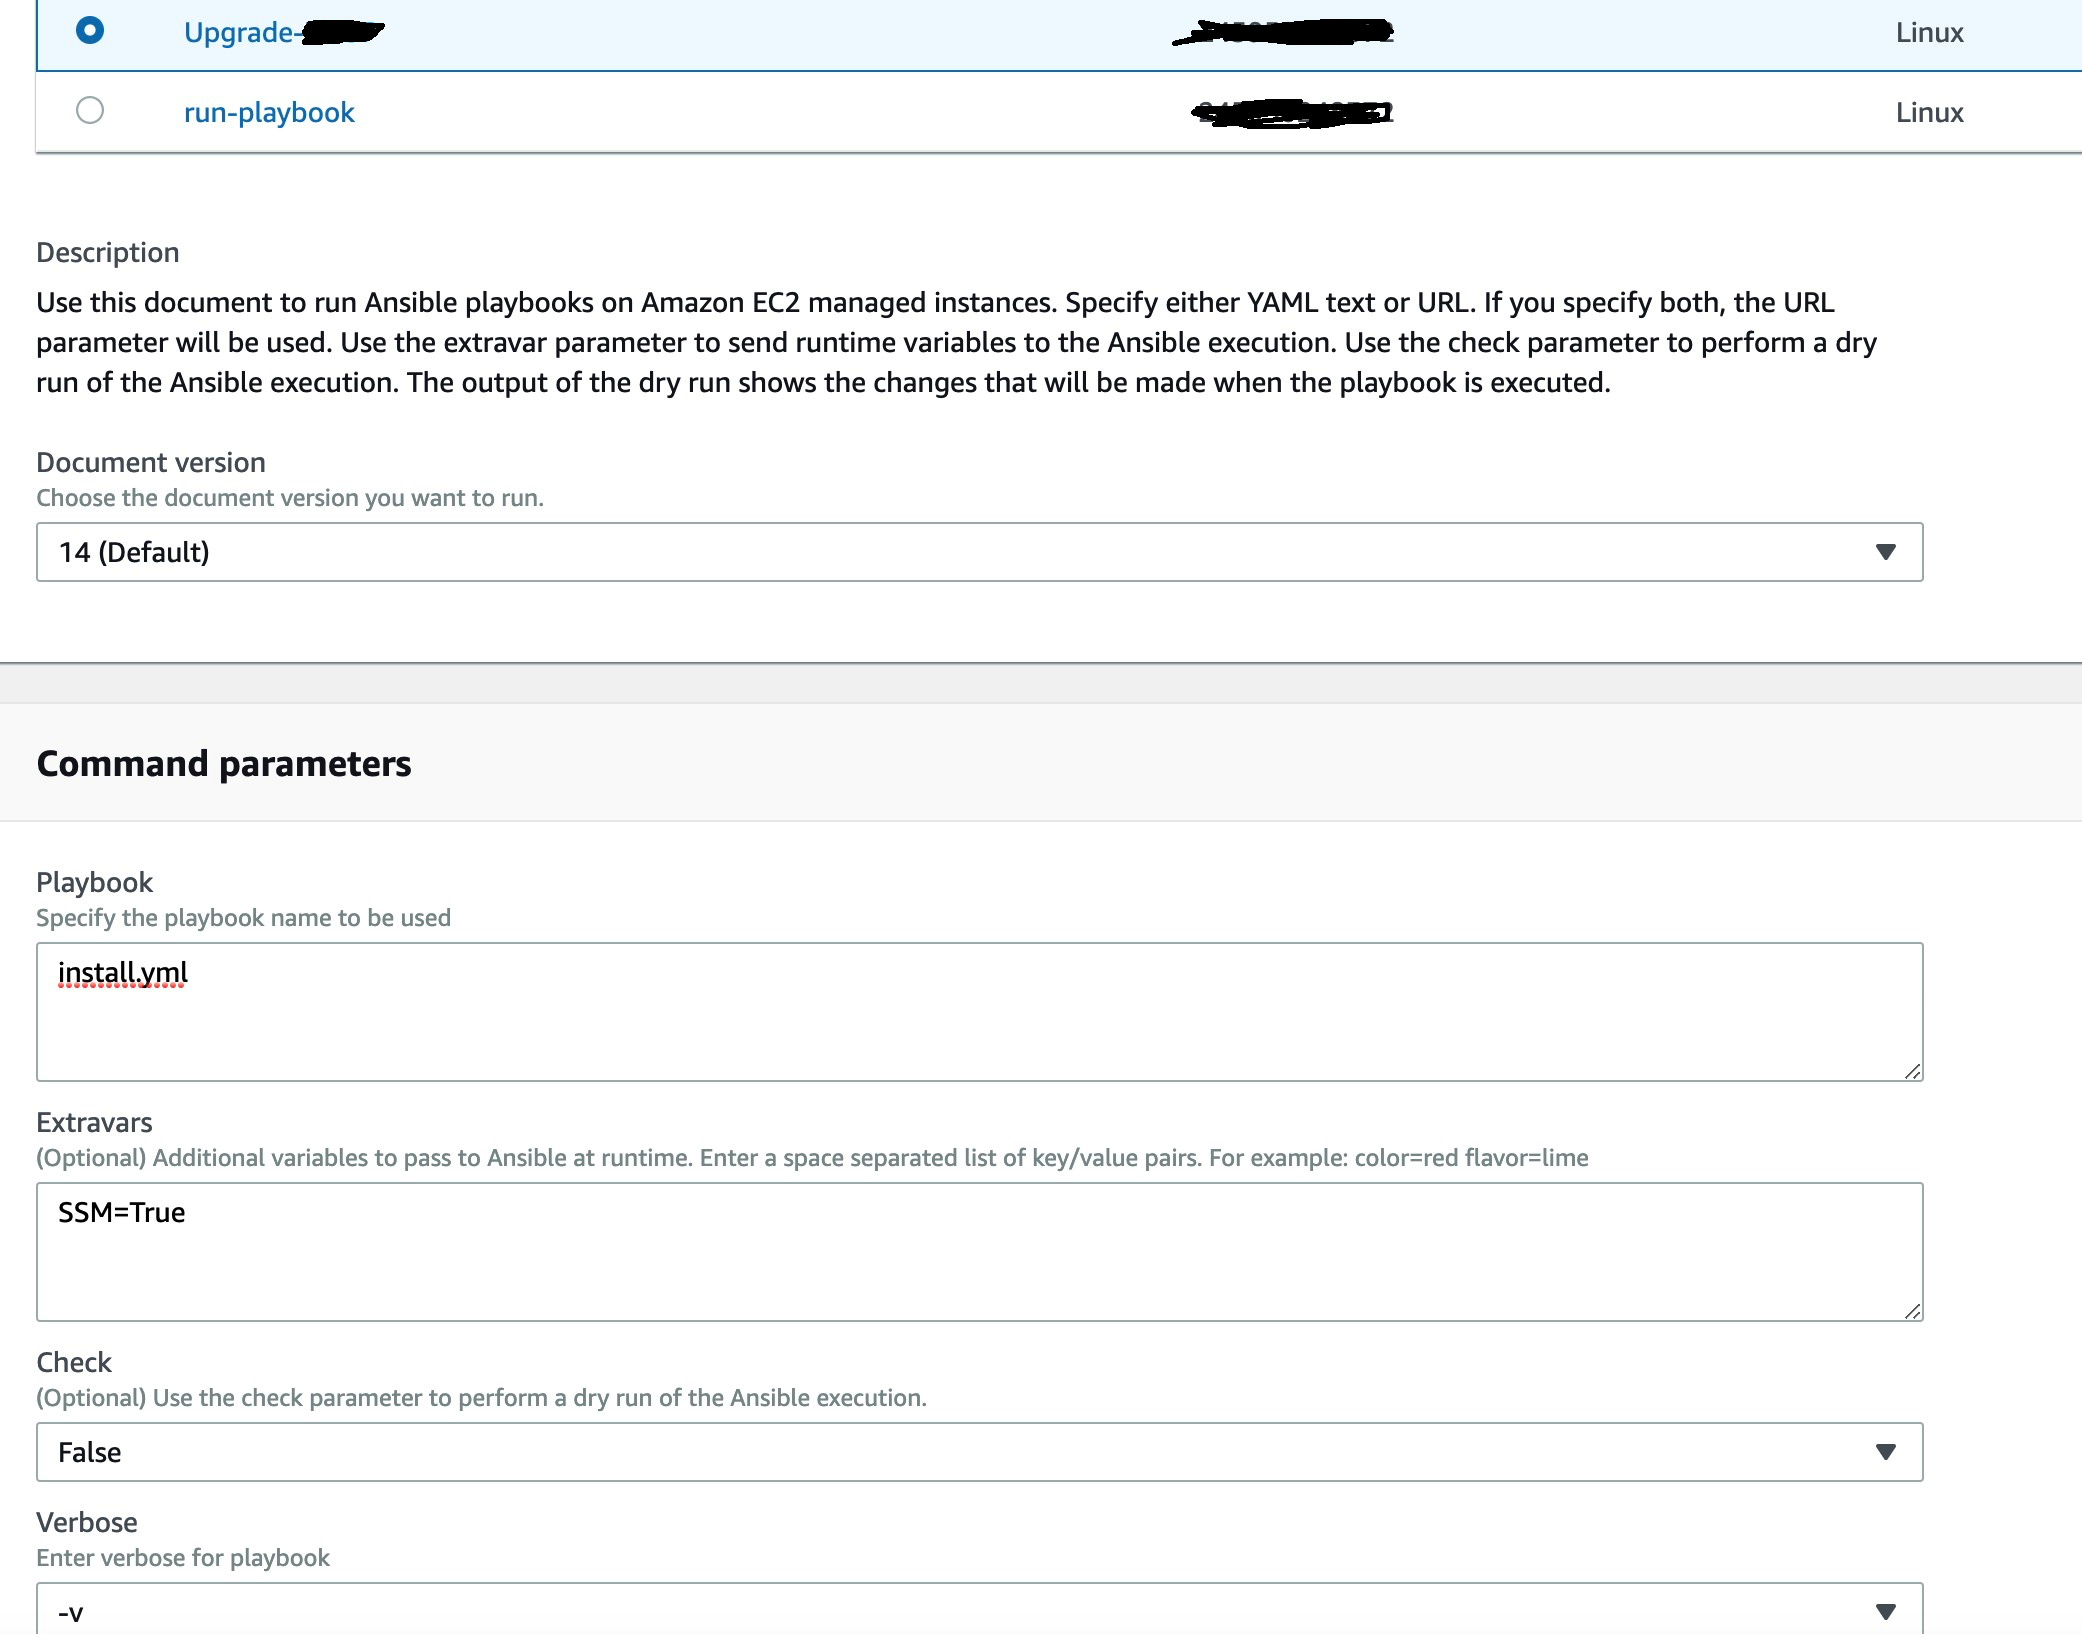 Upgrade-
Linux
run-playbook
Linux
Description
Use this document to run Ansible playbooks on Amazon EC2 managed instances. Specify either YAML text or URL. If you specify both, the URL
parameter will be used. Use the extravar parameter to send runtime variables to the Ansible execution. Use the check parameter to perform a dry
run of the Ansible execution. The output of the dry run shows the changes that will be made when the playbook is executed.
Document version
Choose the document version you want to run.
14 (Default)
Command parameters
Playbook
Specify the playbook name to be used
install.yml
Extravars
(Optional) Additional variables to pass to Ansible at runtime. Enter a space separated list of key/value pairs. For example: color=red flavor=lime
SSM=True
Check
(Optional) Use the check parameter to perform a dry run of the Ansible execution.
False
Verbose
Enter verbose for playbook
-v